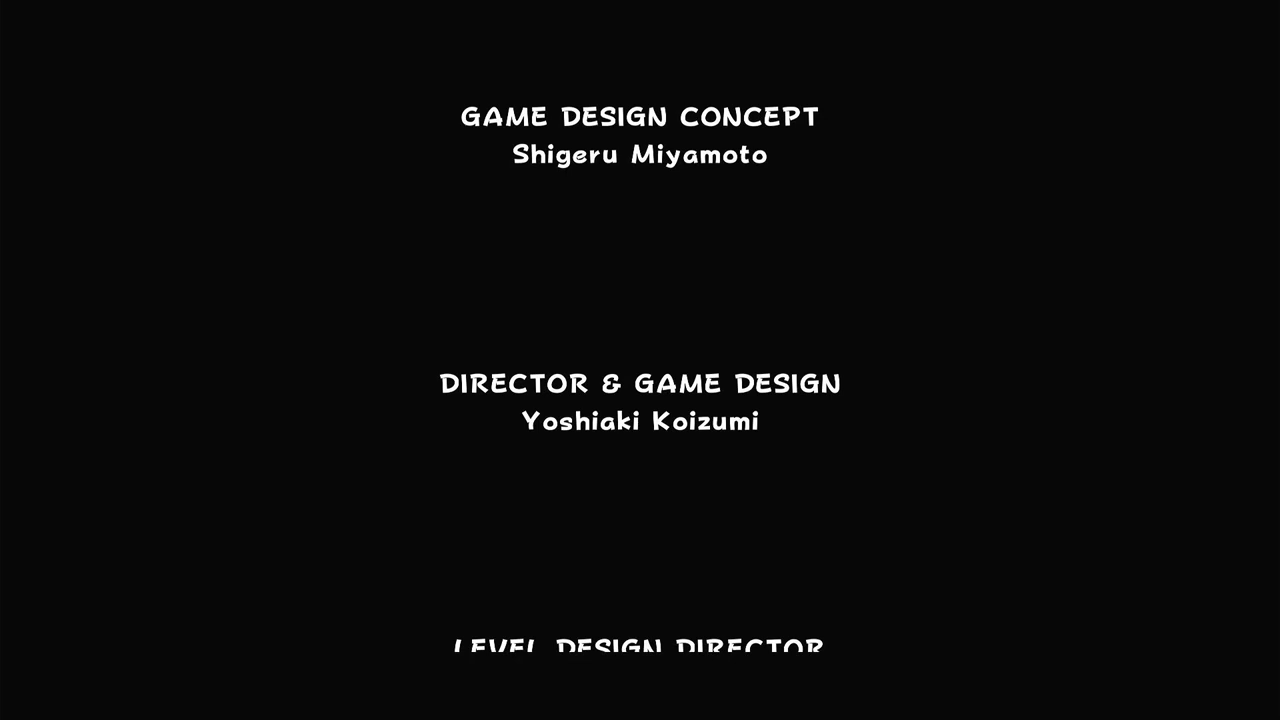 GAME DESIGN CONCEPT
Shigeru Miyamoto
DIRECTOR & GAME DESIGN
Yoshiaki Koizumi
LEVEL DESIGN DIRECTOR